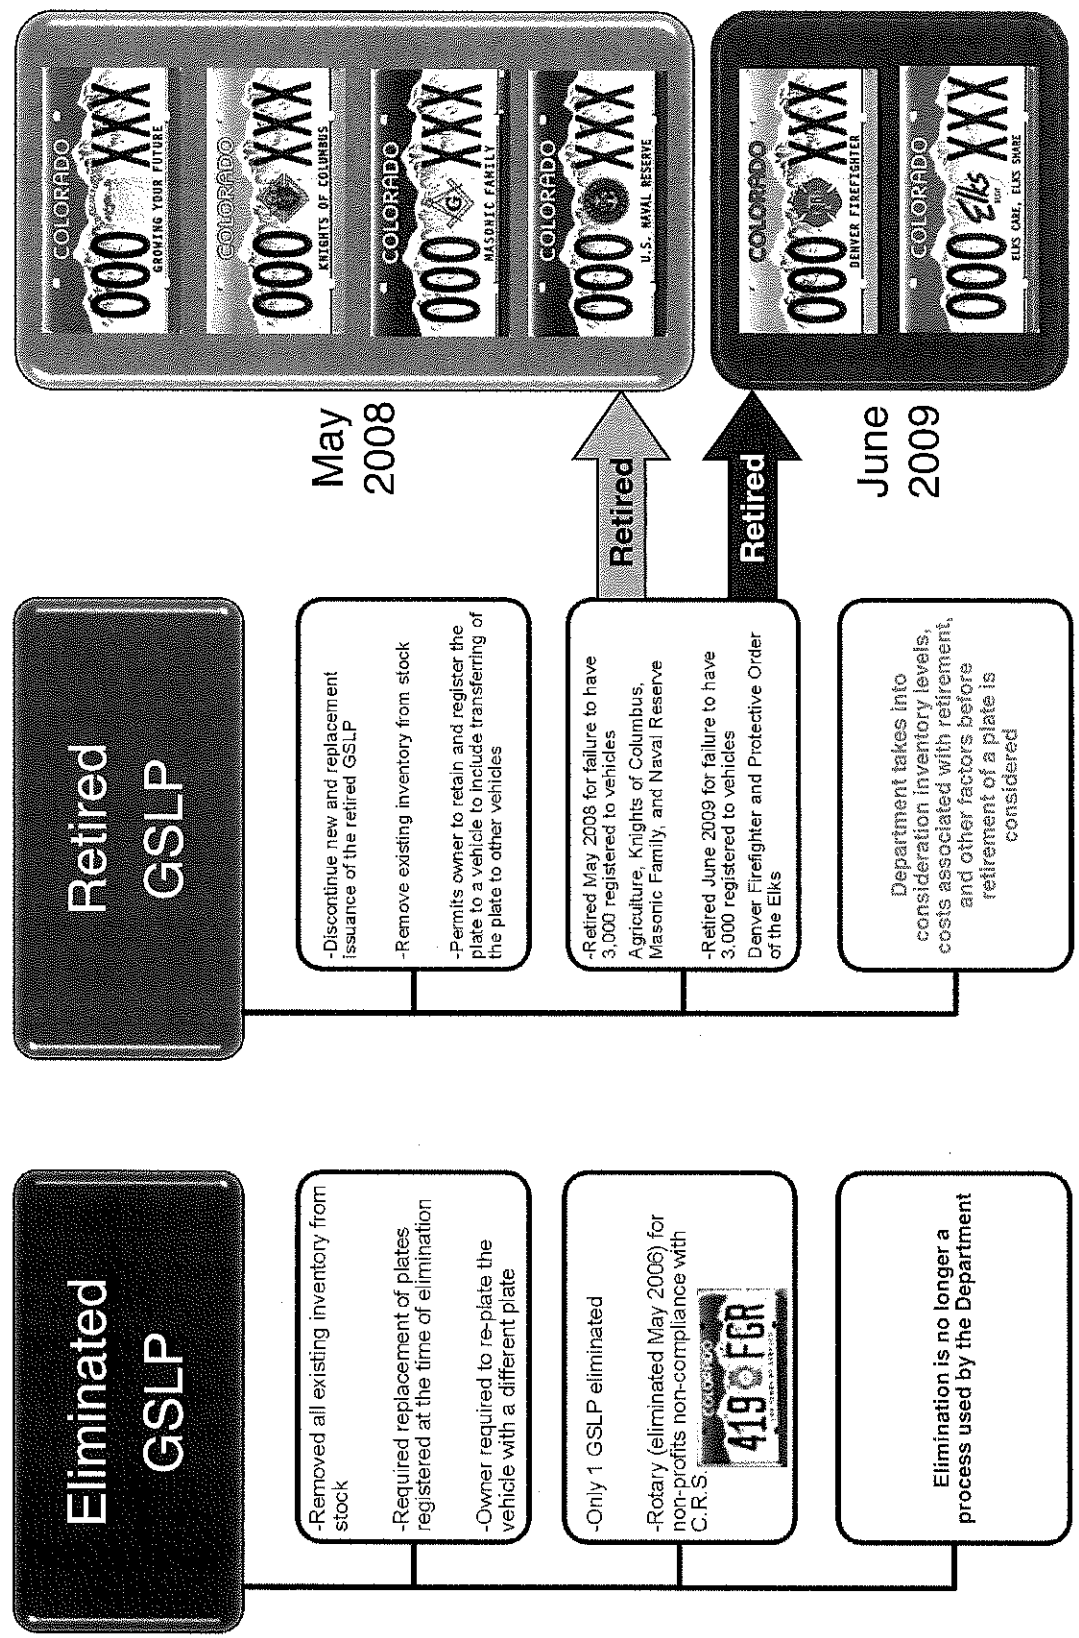 Eliminated
GSLP
-Removed all existing inventory from
stock
-Required replacement of plates
registered at the time of elimination
-Owner required to re-plate the
vehicle with a different plate
-Only 1 GSLP eliminated
-Rotary (eliminated May 2006) for
non-profits non-compliance with
C.R.S.
COLORADO
419 FGR
Elimination is no longer a
process used by the Department
Retired
GSLP
-Discontinue new and replacement
issuance of the retired GSLP
-Remove existing inventory from stock
-Permits owner to retain and register the
plate to a vehicle to include transferring of
the plate to other vehicles
-Retired May 2008 for failure to have
3,000 registered to vehicles
Agriculture, Knights of Columbus,
Masonic Family, and Naval Reserve
-Retired June 2009 for failure to have
3,000 registered to vehicles
Denver Firefighter and Protective Order
of the Elks
Department takes into
consideration inventory levels,
costs associated with retirement,
and other factors before
retirement of a plate is
considered
Retired
Retired
May
2008
June
2009
COLORADO
000 XXX
GROWING YOUR FUTURE
COLORADO
000 XXX
KNIGHTS OF COLUMBUS
COLORADO
000 G XXX
MASONIC FAMILY
COLORADO
000 XXX
U.S. NAVAL RESERVE
COLORADO
000 XXX
DENVER FIREFIGHTER
COLORADO
000 Elks XXX
ELKS CARE, ELKS SHARE